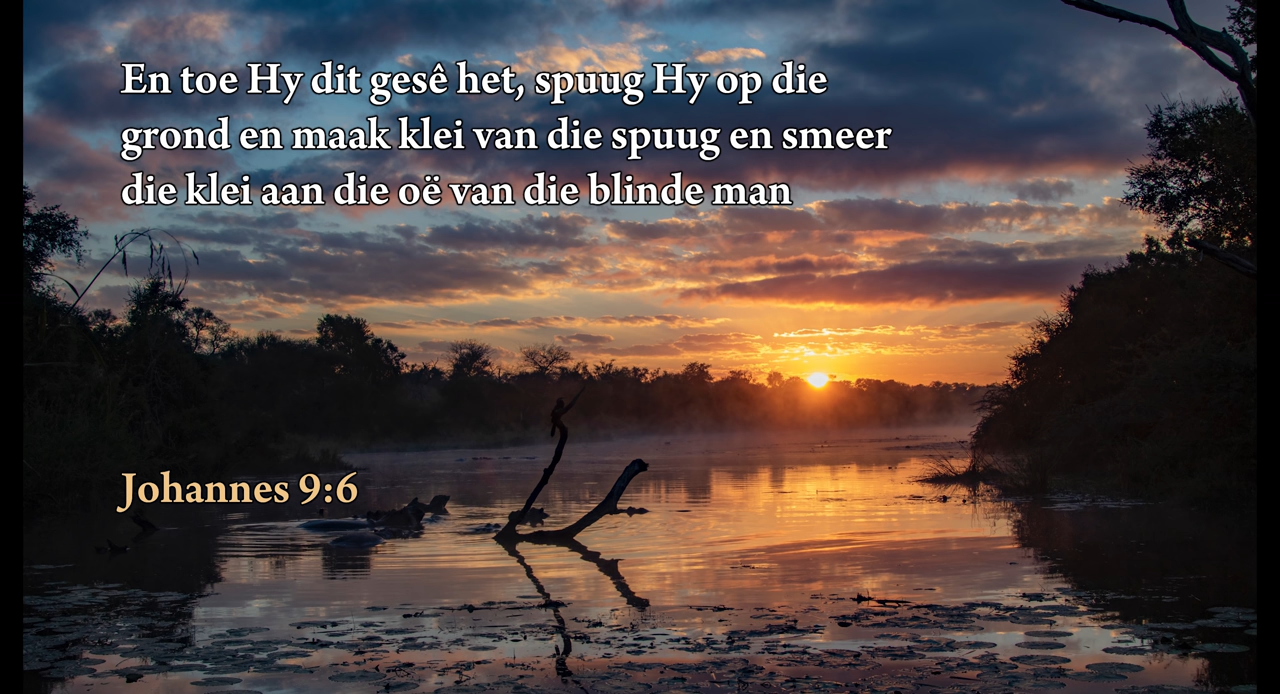 En toe Hy dit gesê het, spuug Hy op die
grond en maak klei van die spuug en smeer
die klei aan die oë van die blinde man
Johannes 9:6